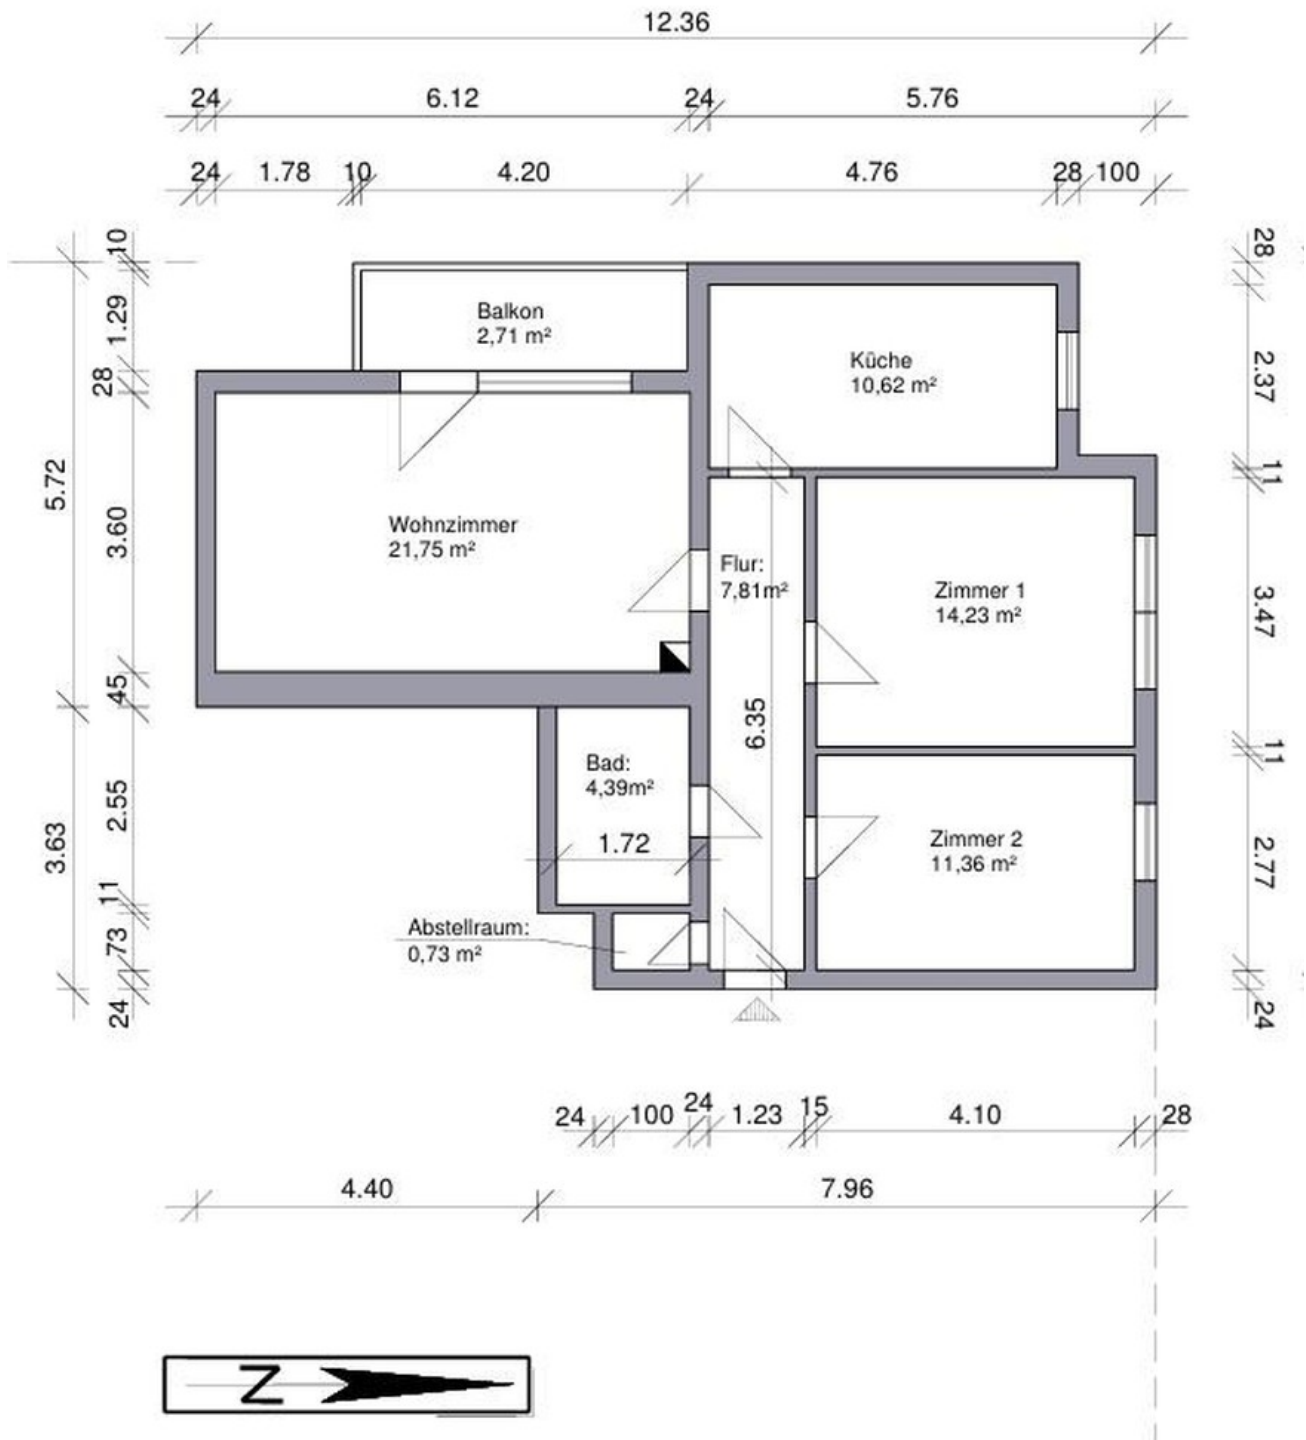 12.36
24 6.12 24 5.76
24 1.78 10 4.20 4.76 28 100
10
1.29
28
3.60
45
2.55
11
73
24
5.72
3.63
Balkon
2,71 m²
Küche
10,62 m²
Wohnzimmer
21,75 m²
Flur:
7,81m²
Zimmer 1
14,23 m²
6.35
Bad:
4,39m²
1.72
Zimmer 2
11,36 m²
Abstellraum:
0,73 m²
28
2.37
11
3.47
11
2.77
24
24 100 24 1.23 15 4.10 28
4.40 7.96
N